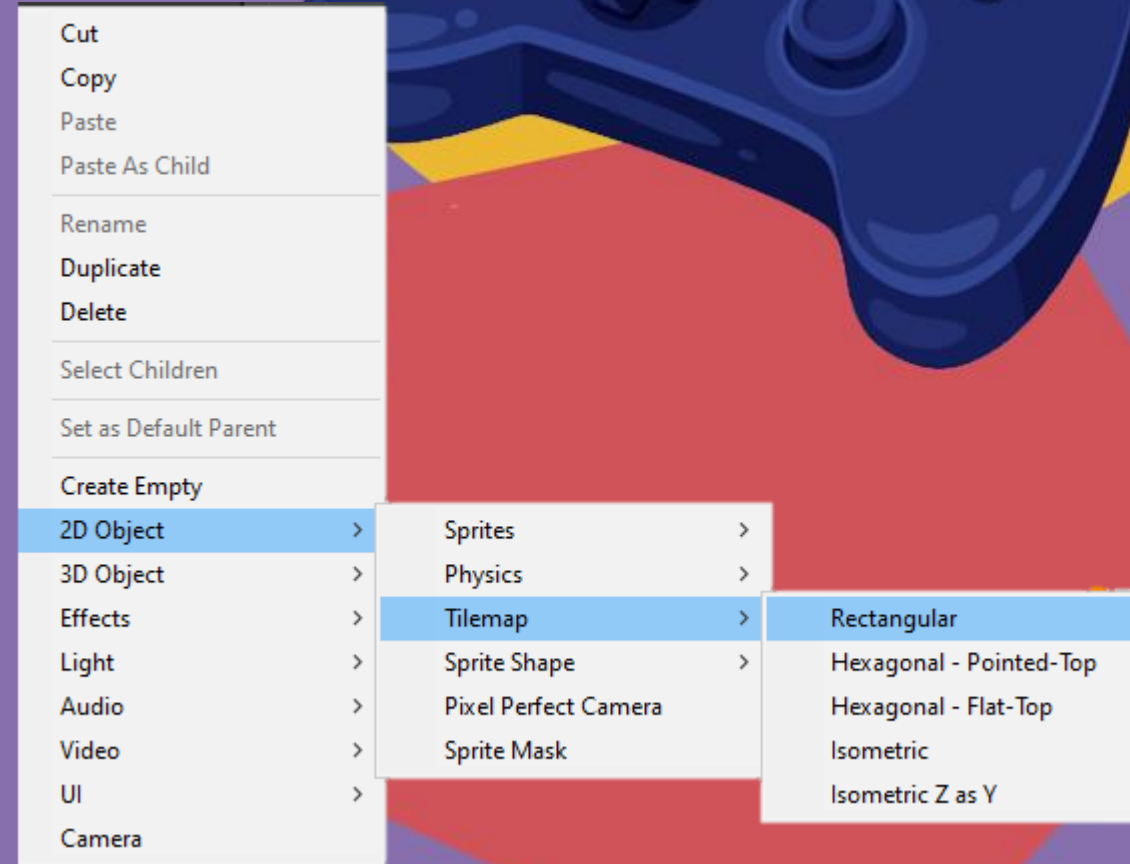 Cut
Copy
Paste
Paste As Child
Rename
Duplicate
Delete
Select Children
Set as Default Parent
Create Empty
2D Object
3D Object
Effects
Light
Audio
Video
UI
Camera
Sprites
Physics
Tilemap
Sprite Shape
Pixel Perfect Camera
Sprite Mask
Rectangular
Hexagonal - Pointed-Top
Hexagonal - Flat-Top
Isometric
Isometric Z as Y